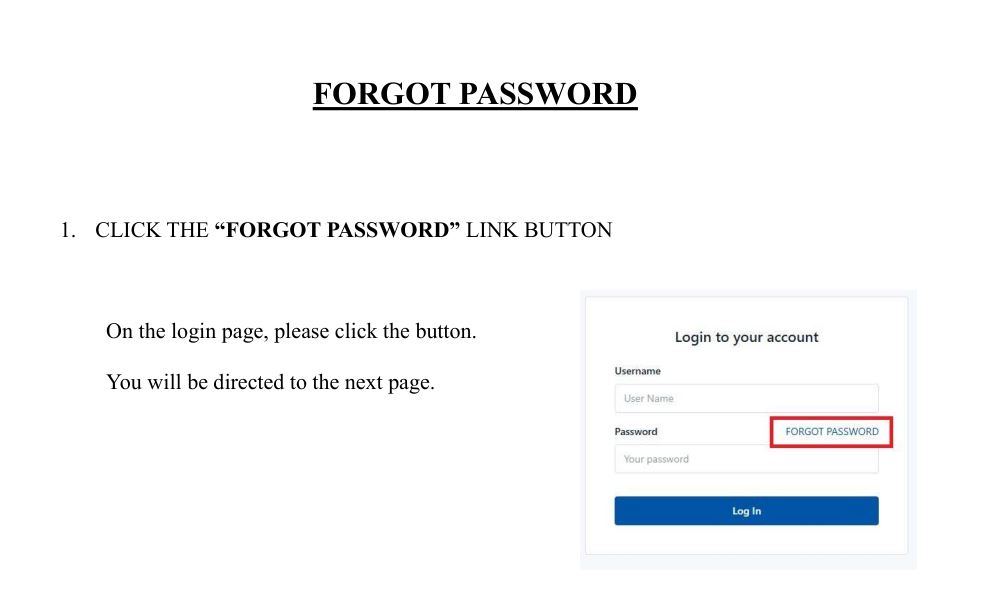 FORGOT PASSWORD
1. CLICK THE “FORGOT PASSWORD” LINK BUTTON
On the login page, please click the button.
You will be directed to the next page.
Login to your account
Username
User Name
Password FORGOT PASSWORD
Your password
Log In